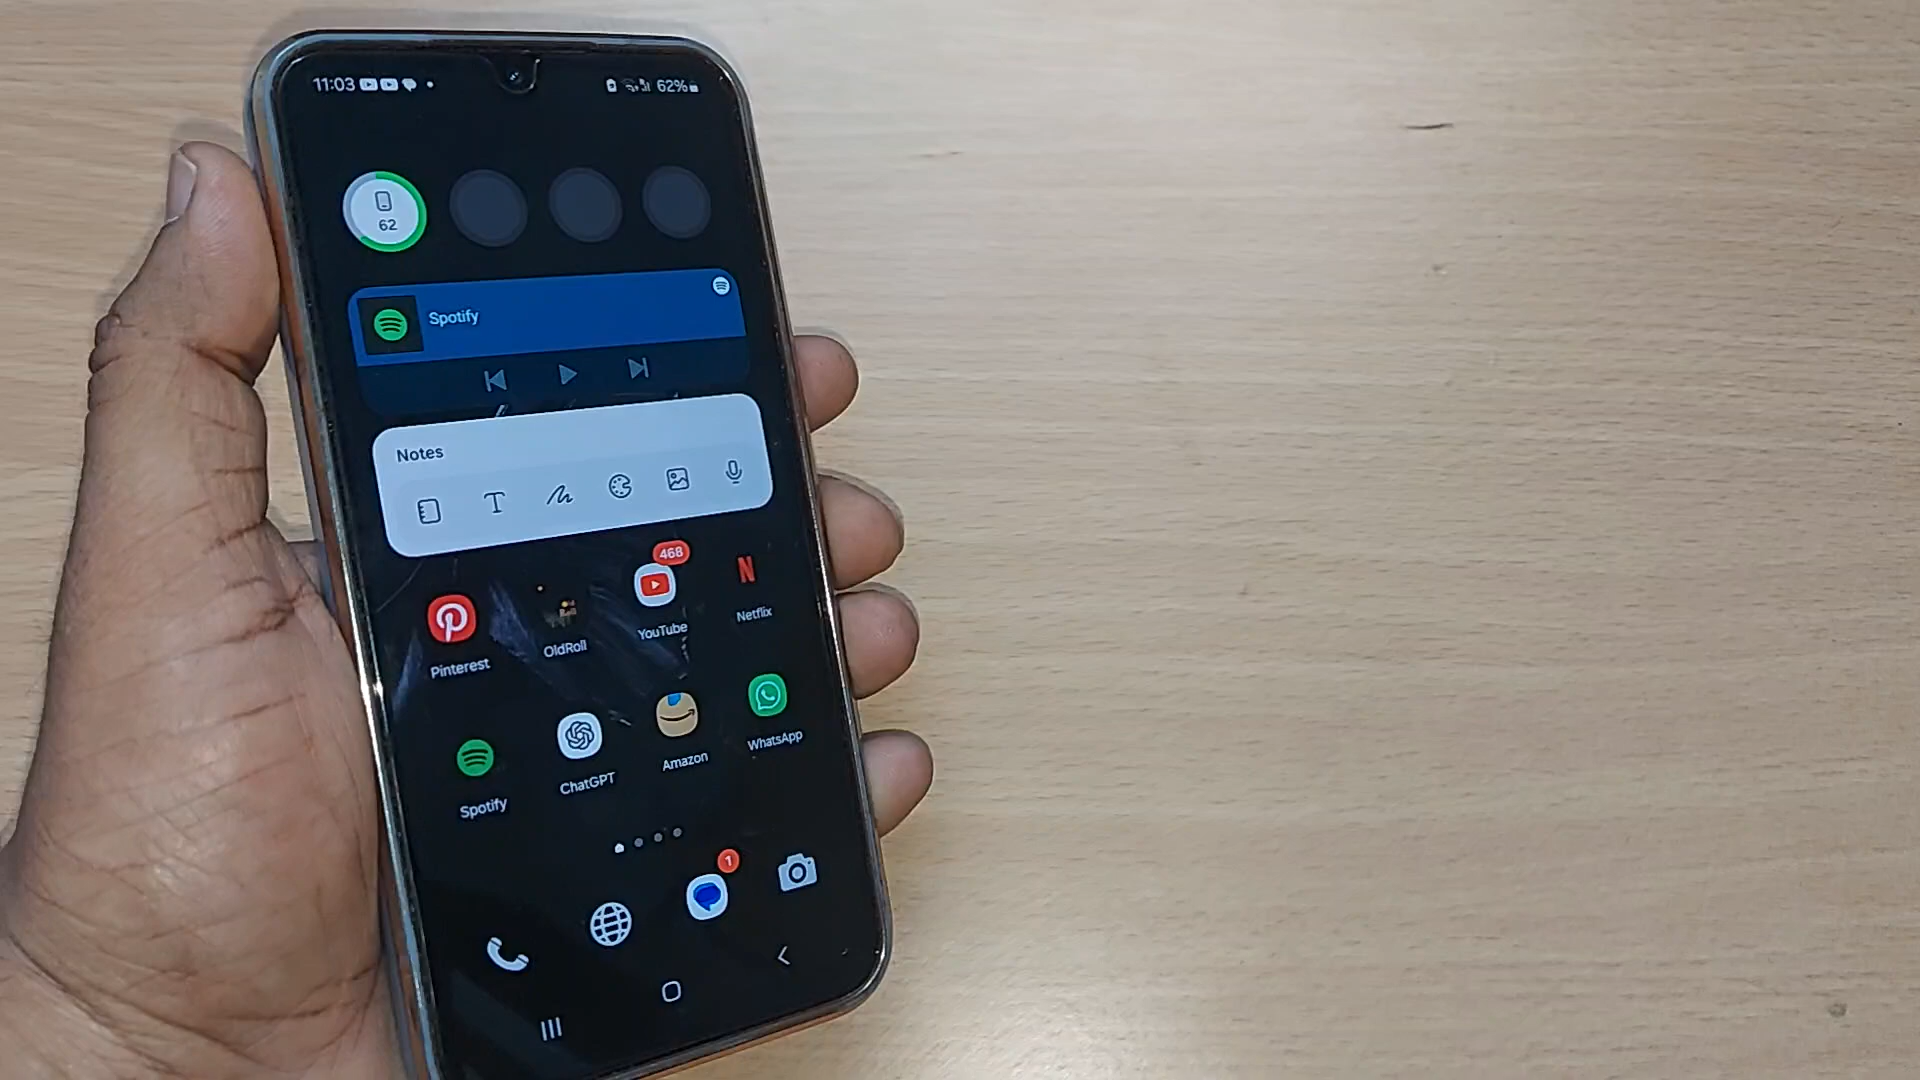 11:03
62%
62
Spotify
Notes
T
468
Pinterest
OldRoll
YouTube
N
Netflix
Spotify
ChatGPT
Amazon
WhatsApp
1